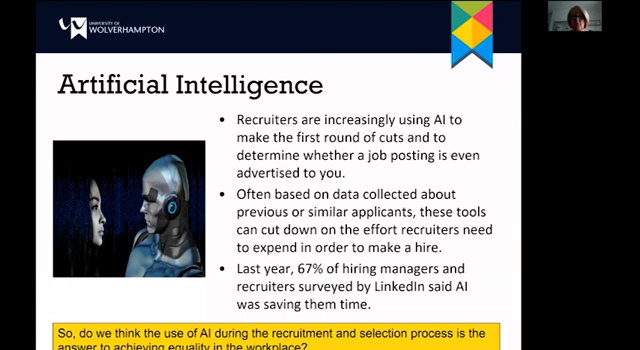 UNIVERSITY OF
WOLVERHAMPTON
Artificial Intelligence
• Recruiters are increasingly using AI to
make the first round of cuts and to
determine whether a job posting is even
advertised to you.
• Often based on data collected about
previous or similar applicants, these tools
can cut down on the effort recruiters need
to expend in order to make a hire.
• Last year, 67% of hiring managers and
recruiters surveyed by LinkedIn said AI
was saving them time.
So, do we think the use of AI during the recruitment and selection process is the
answer to achieving equality in the workplace?